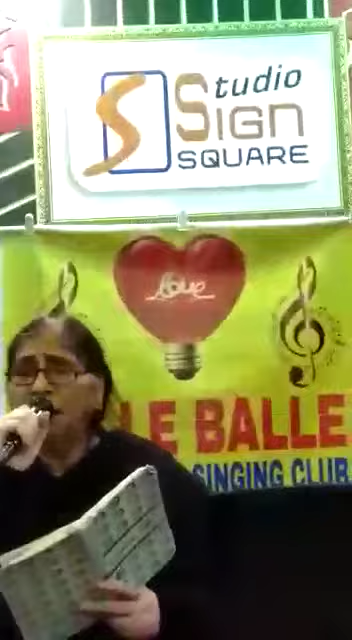 Studio
SIGN
SQUARE
love
LE BALLE
SINGING CLUB